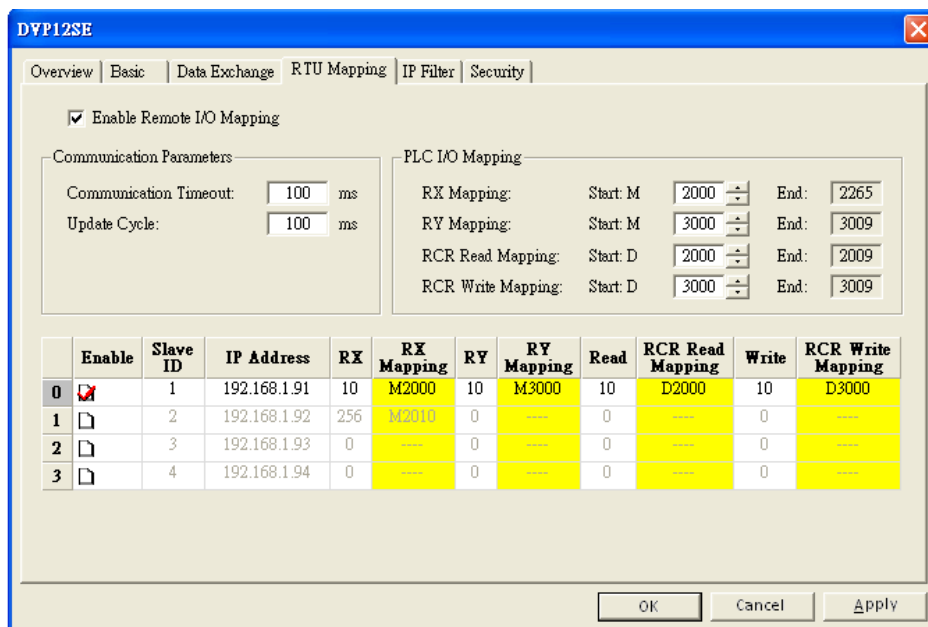 DVP12SE
Overview Basic Data Exchange RTU Mapping IP Filter Security
Enable Remote I/O Mapping
Communication Parameters
Communication Timeout: 100 ms
Update Cycle: 100 ms
PLC I/O Mapping
RX Mapping: Start: M 2000 End: 2265
RY Mapping: Start: M 3000 End: 3009
RCR Read Mapping: Start: D 2000 End: 2009
RCR Write Mapping: Start: D 3000 End: 3009
Enable Slave ID IP Address RX RX Mapping RY RY Mapping Read RCR Read Mapping Write RCR Write Mapping
0 1 192.168.1.91 10 M2000 10 M3000 10 D2000 10 D3000
1 2 192.168.1.92 256 M2010 0 ---- 0 ---- 0 ----
2 3 192.168.1.93 0 ---- 0 ---- 0 ---- 0 ----
3 4 192.168.1.94 0 ---- 0 ---- 0 ---- 0 ----
OK Cancel Apply